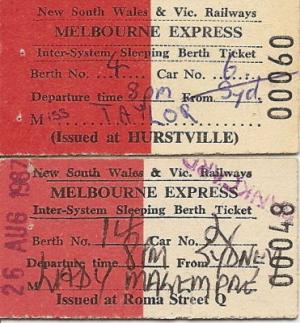 New South Wales & Vic. Railways
MELBOURNE EXPRESS
Inter-System Sleeping Berth Ticket
Berth No. 4 Car No. 6
Departure time 8pm From Syd
Miss TAYLOR
(Issued at HURSTVILLE)
00060
New South Wales & Vic. Railways
MELBOURNE EXPRESS
Inter-System Sleeping Berth Ticket
Berth No. 14 Car No.
Departure time 8PM From SYDNEY
LADY
Issued at Roma Street Q
00048
26 AUG 1987